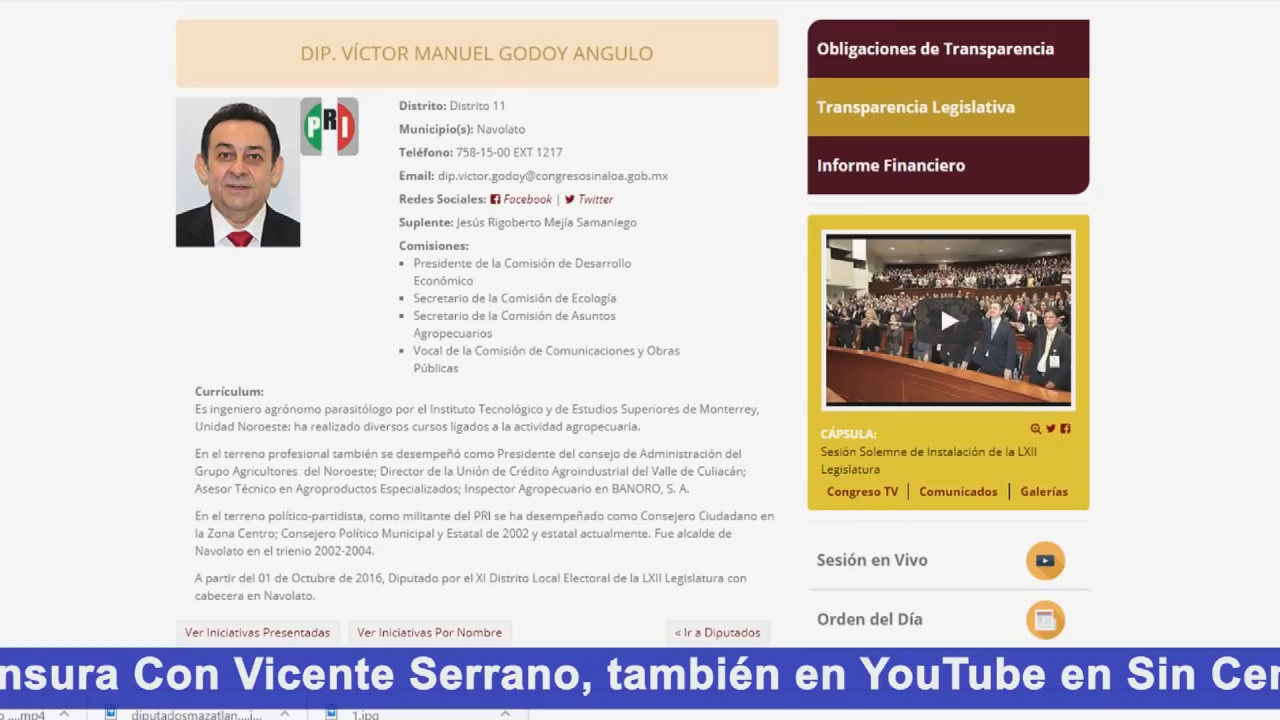 DIP. VÍCTOR MANUEL GODOY ANGULO
PRI
Distrito: Distrito 11
Municipio(s): Navolato
Teléfono: 758-15-00 EXT 1217
Email: dip.victor.godoy@congresosinaloa.gob.mx
Redes Sociales: Facebook | Twitter
Suplente: Jesús Rigoberto Mejía Samaniego
Comisiones:
Presidente de la Comisión de Desarrollo
Económico
Secretario de la Comisión de Ecología
Secretario de la Comisión de Asuntos
Agropecuarios
Vocal de la Comisión de Comunicaciones y Obras
Públicas
Currículum:
Es ingeniero agrónomo parasitólogo por el Instituto Tecnológico y de Estudios Superiores de Monterrey,
Unidad Noroeste: ha realizado diversos cursos ligados a la actividad agropecuaria.
En el terreno profesional también se desempeñó como Presidente del consejo de Administración del
Grupo Agricultores del Noroeste; Director de la Unión de Crédito Agroindustrial del Valle de Culiacán;
Asesor Técnico en Agroproductos Especializados; Inspector Agropecuario en BANORO, S. A.
En el terreno político-partidista, como militante del PRI se ha desempeñado como Consejero Ciudadano en
la Zona Centro; Consejo Político Municipal y Estatal de 2002 y estatal actualmente. Fue alcalde de
Navolato en el trienio 2002-2004.
A partir del 01 de Octubre de 2016, Diputado por el XI Distrito Local Electoral de la LXII Legislatura con
cabecera en Navolato.
Ver Iniciativas Presentadas
Ver Iniciativas Por Nombre
« Ir a Diputados
Obligaciones de Transparencia
Transparencia Legislativa
Informe Financiero
CÁPSULA:
Sesión Solemne de Instalación de la LXII
Legislatura
Congreso TV | Comunicados | Galerías
Sesión en Vivo
Orden del Día
nsura Con Vicente Serrano, también en YouTube en Sin Cen
o ....mp4
diputadosmazatlan....j...
1.jpg